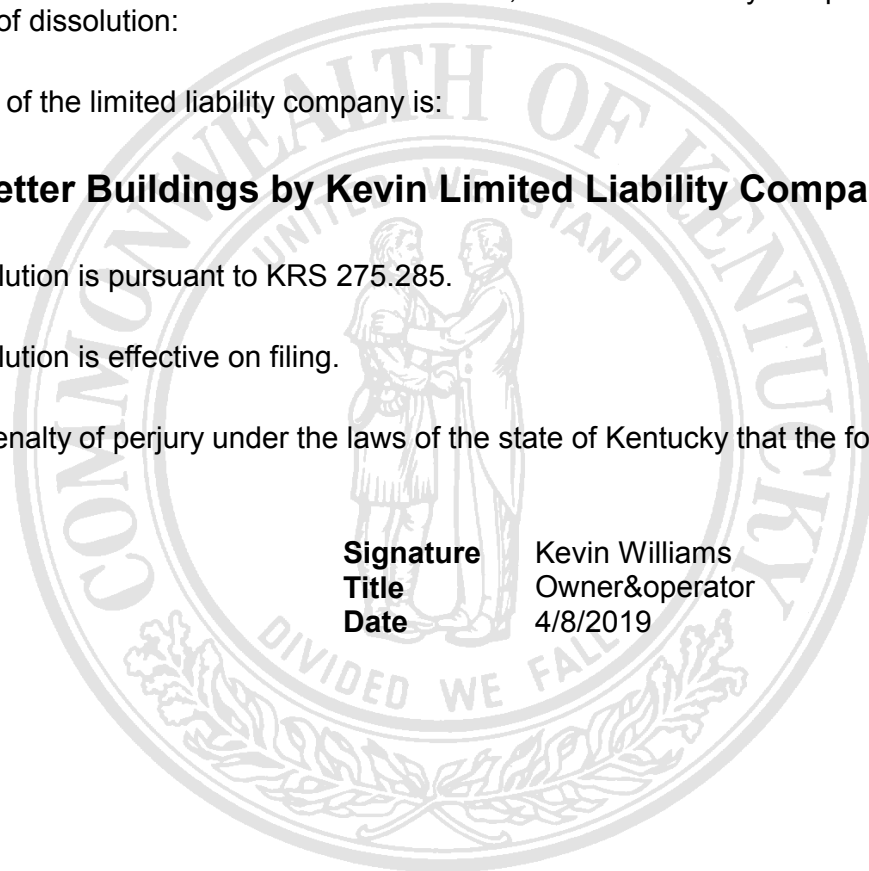 of dissolution:
of the limited liability company is:
etter Buildings by Kevin Limited Liability Compa
lution is pursuant to KRS 275.285.
lution is effective on filing.
enalty of perjury under the laws of the state of Kentucky that the fo
Signature Kevin Williams
Title Owner&operator
Date 4/8/2019
COMMONWEALTH OF KENTUCKY
UNITED WE STAND
DIVIDED WE FALL